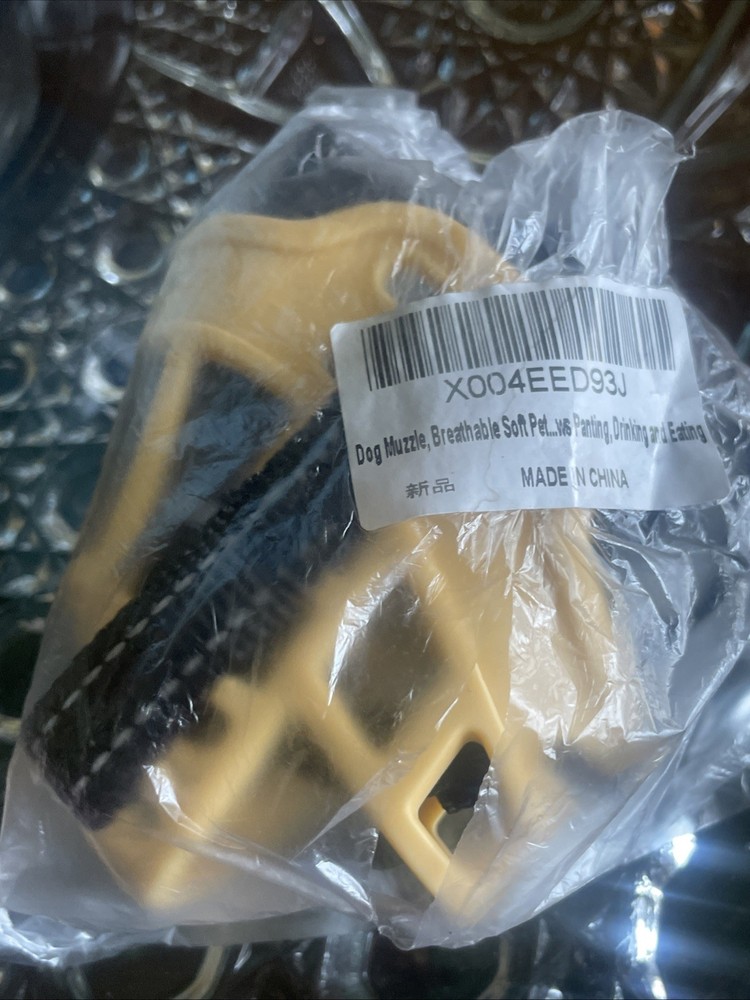 X004EED93J
Dog Muzzle, Breathable Soft Pet...ws Panting, Drinking and Eating
新品
MADE IN CHINA